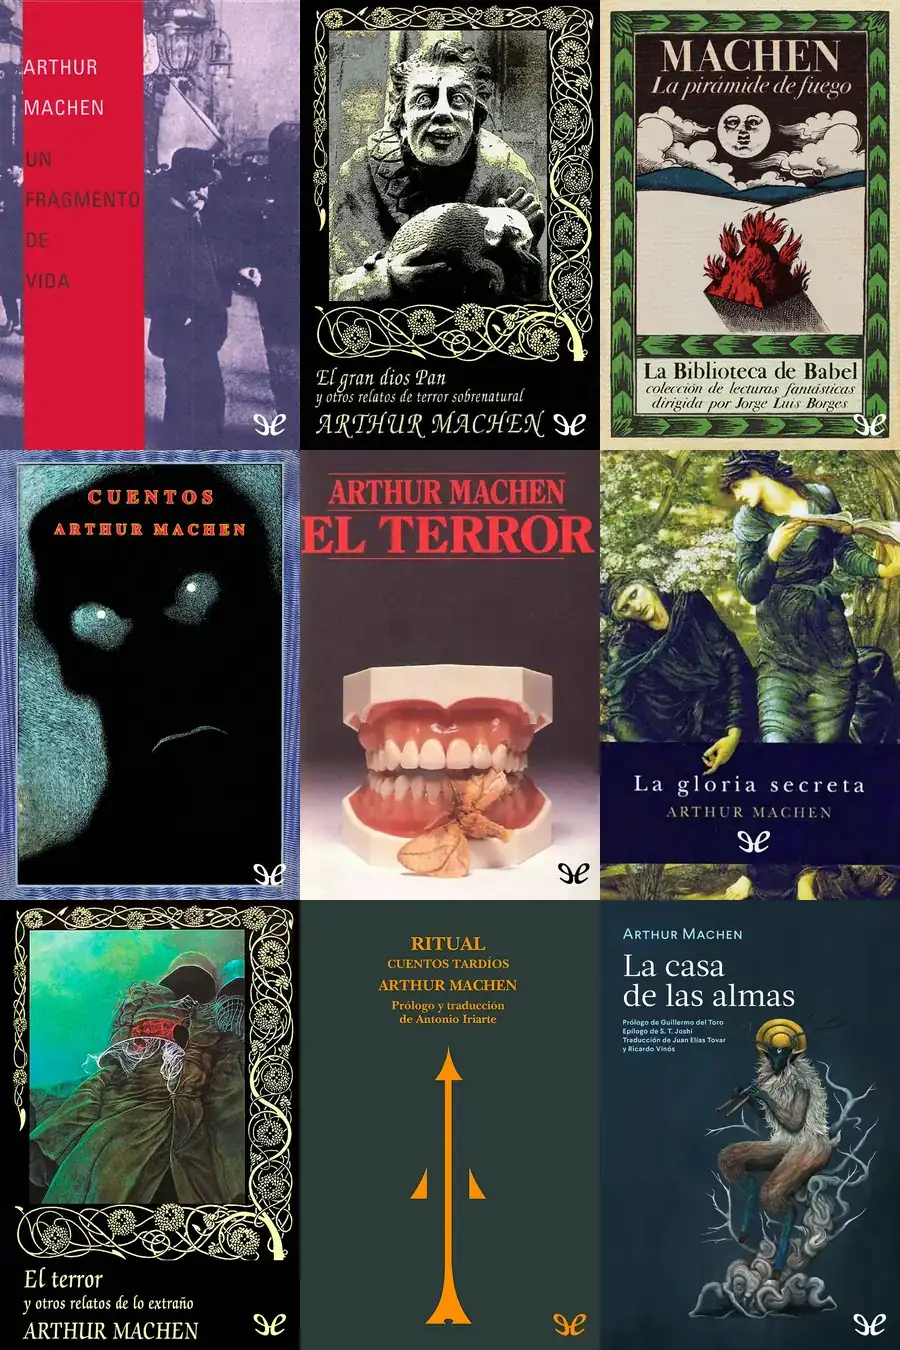 ARTHUR
MACHEN
UN
FRAGMENTO
DE
VIDA
El gran dios Pan
y otros relatos de terror sobrenatural
ARTHUR MACHEN
MACHEN
La pirámide de fuego
La Biblioteca de Babel
colección de lecturas fantásticas
dirigida por Jorge Luis Borges
CUENTOS
ARTHUR MACHEN
ARTHUR MACHEN
EL TERROR
La gloria secreta
ARTHUR MACHEN
El terror
y otros relatos de lo extraño
ARTHUR MACHEN
RITUAL
CUENTOS TARDÍOS
ARTHUR MACHEN
Prólogo y traducción
de Antonio Iriarte
ARTHUR MACHEN
La casa
de las almas
Prólogo de Guillermo del Toro
Epílogo de S. T. Joshi
Traducción de Juan Elías Tovar
y Ricardo Vinós